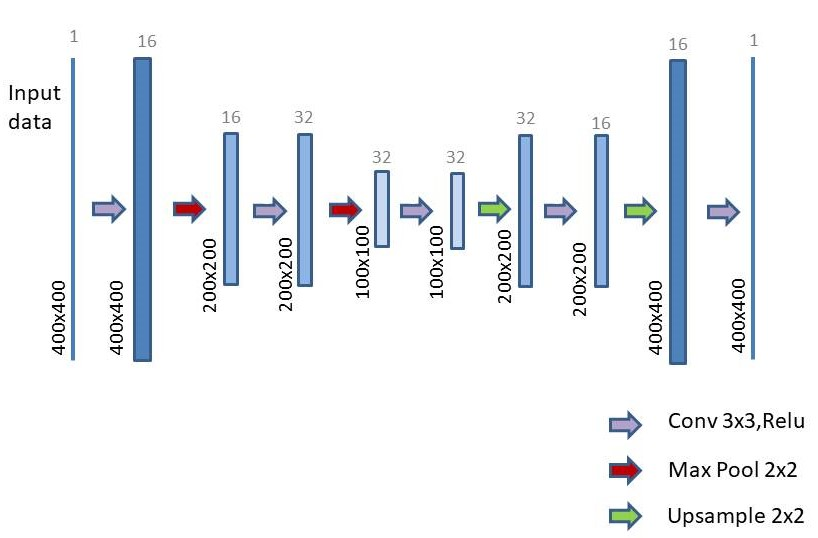 1
16
16
32
32
32
32
16
16
1
Input
data
400x400
400x400
200x200
200x200
100x100
100x100
200x200
200x200
400x400
400x400
Conv 3x3,Relu
Max Pool 2x2
Upsample 2x2